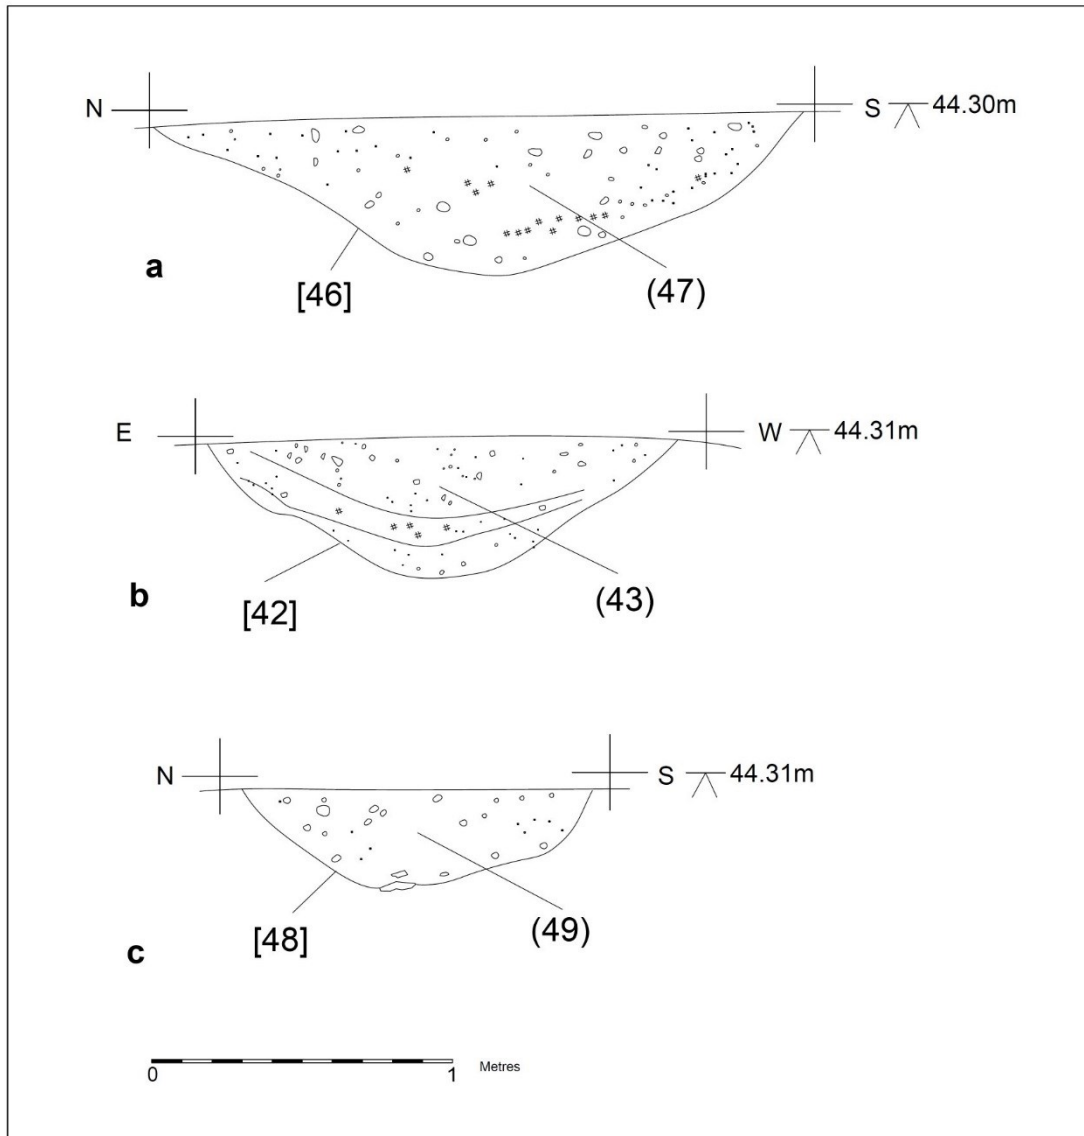 N S 44.30m
a [46] (47)
E W 44.31m
b [42] (43)
N S 44.31m
c [48] (49)
0 1 Metres